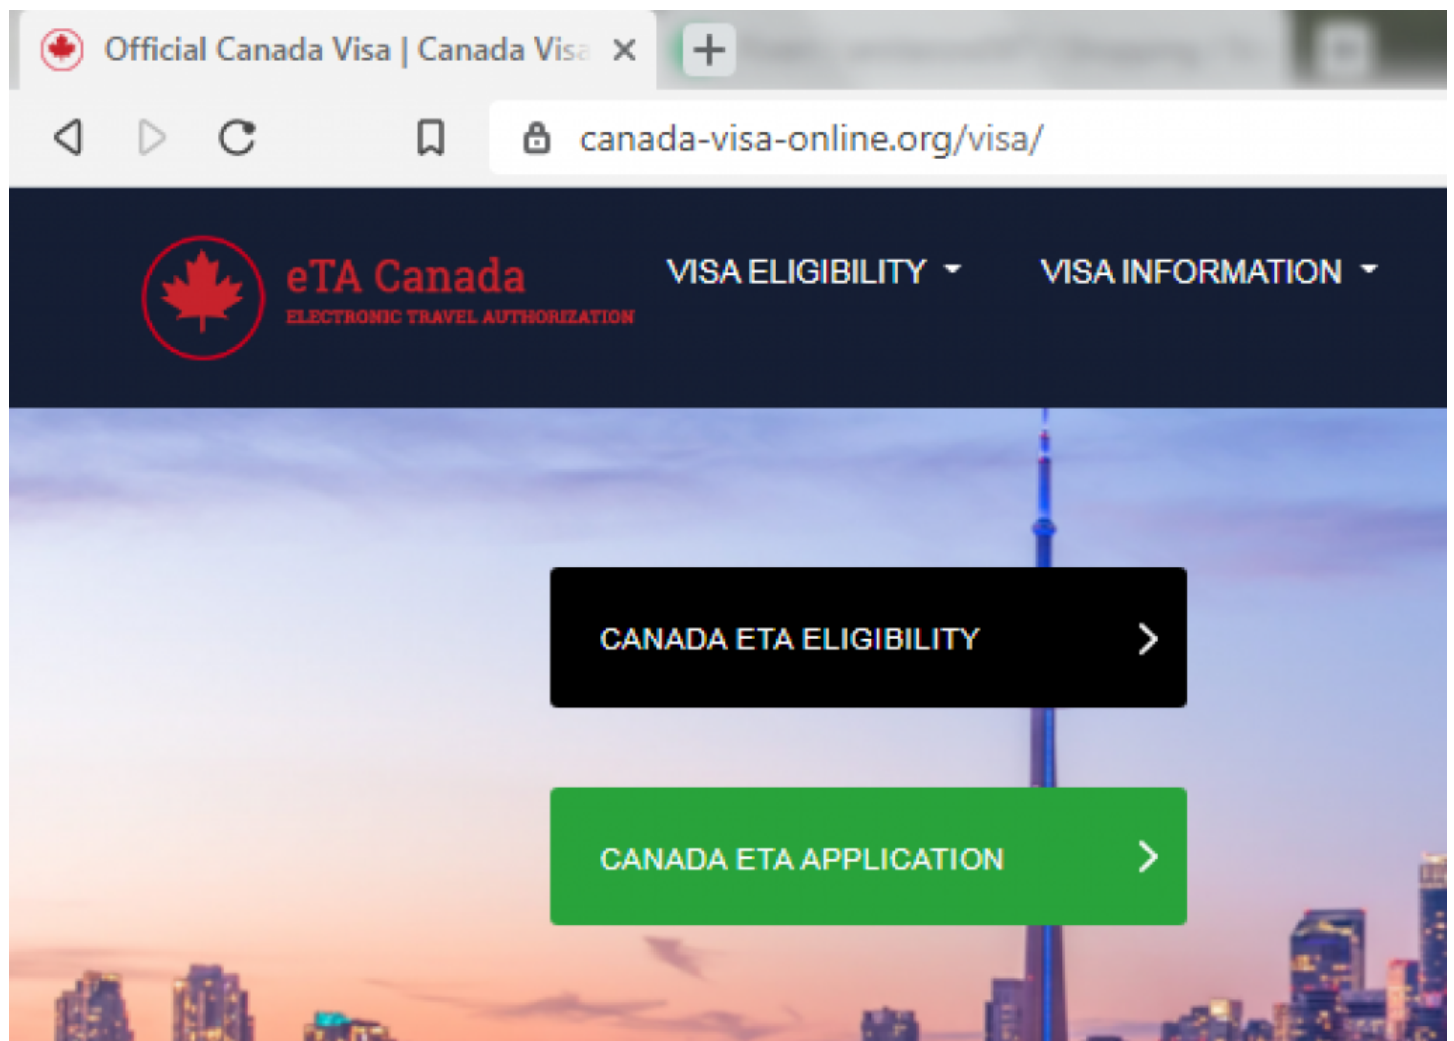 Official Canada Visa | Canada Visa
canada-visa-online.org/visa/
eTA Canada
ELECTRONIC TRAVEL AUTHORIZATION
VISA ELIGIBILITY
VISA INFORMATION
CANADA ETA ELIGIBILITY
CANADA ETA APPLICATION